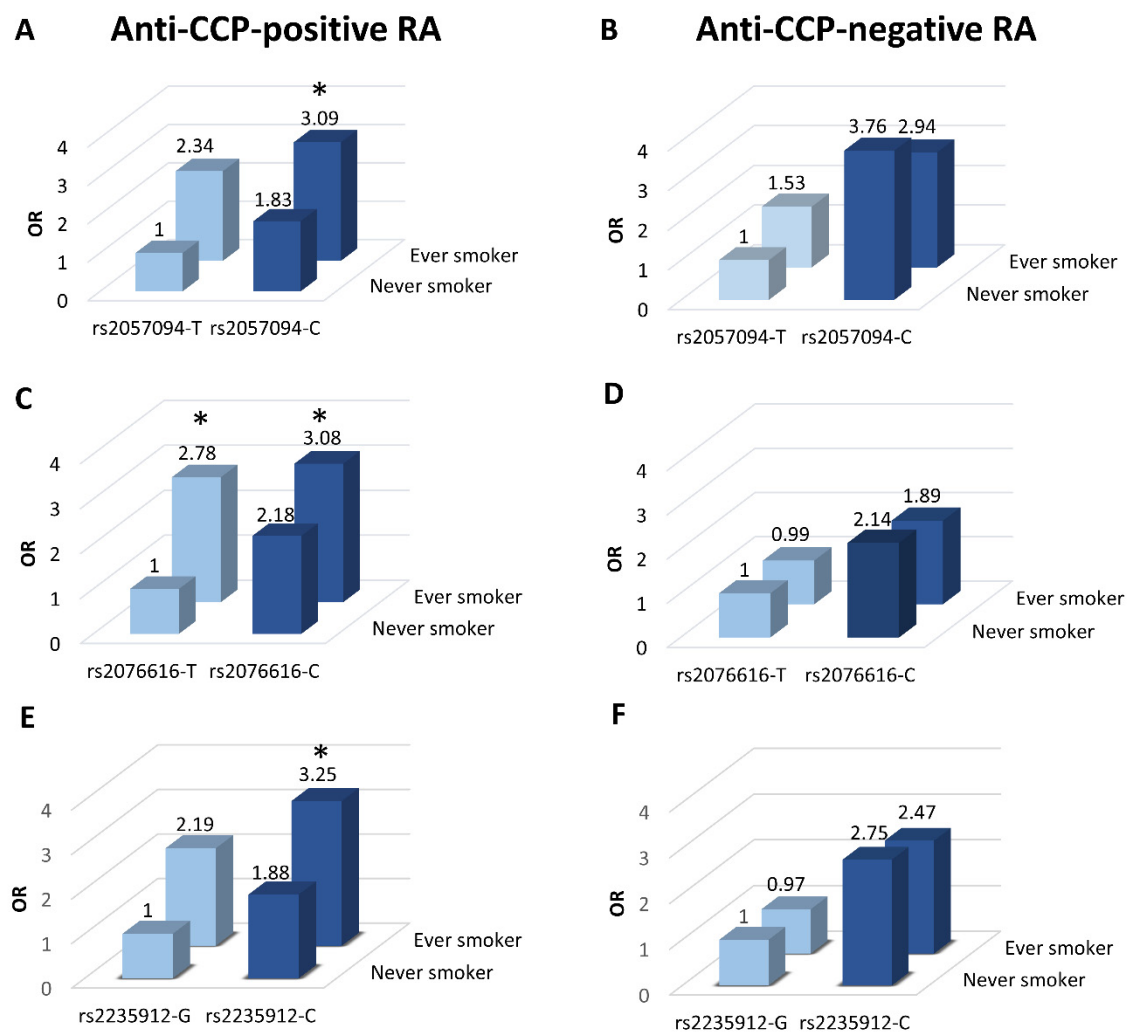 A Anti-CCP-positive RA
B Anti-CCP-negative RA
*
3.09
2.34
1.83
1
4
3
2
1
0
OR
Ever smoker
Never smoker
rs2057094-T rs2057094-C
3.76 2.94
1.53
1
4
3
2
1
0
OR
Ever smoker
Never smoker
rs2057094-T rs2057094-C
C
* *
2.78 3.08
2.18
1
4
3
2
1
0
OR
Ever smoker
Never smoker
rs2076616-T rs2076616-C
D
1.89
2.14
0.99
1
4
3
2
1
0
OR
Ever smoker
Never smoker
rs2076616-T rs2076616-C
E
*
3.25
2.19
1.88
1
4
3
2
1
0
OR
Ever smoker
Never smoker
rs2235912-G rs2235912-C
F
2.47
2.75
0.97
1
4
3
2
1
0
OR
Ever smoker
Never smoker
rs2235912-G rs2235912-C